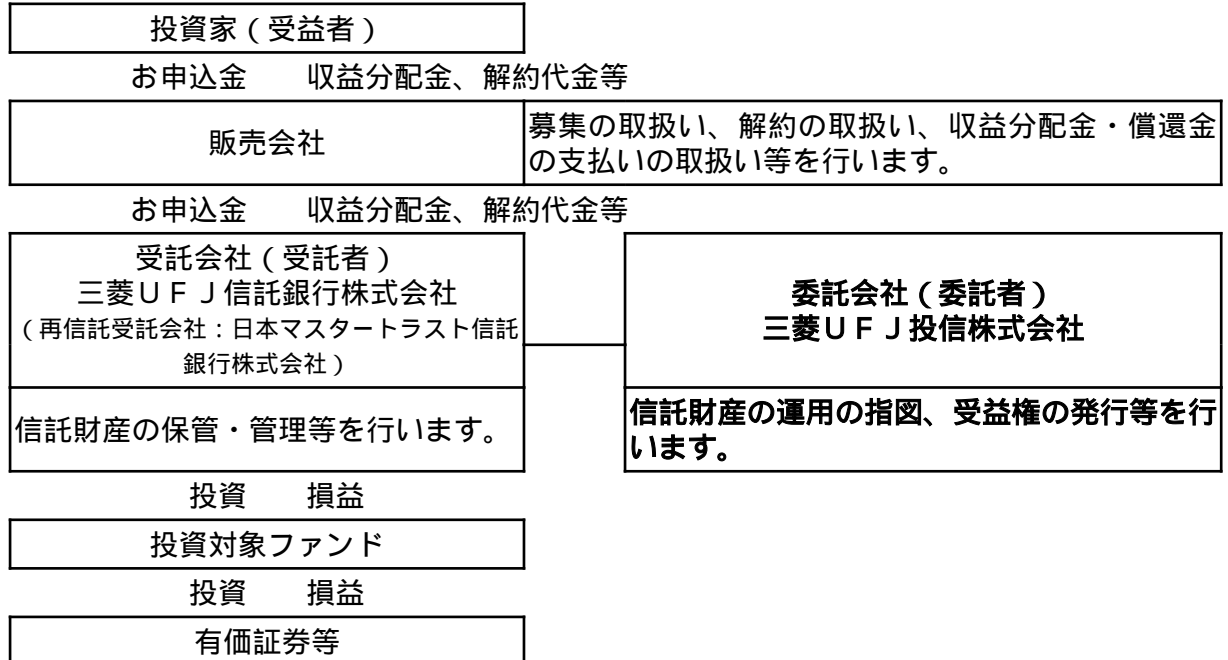 投資家（受益者）
お申込金　　収益分配金、解約代金等
販売会社
募集の取扱い、解約の取扱い、収益分配金・償還金
の支払いの取扱い等を行います。
お申込金　　収益分配金、解約代金等
受託会社（受託者）
三菱ＵＦＪ信託銀行株式会社
（再信託受託会社：日本マスタートラスト信託
銀行株式会社）
委託会社（委託者）
三菱ＵＦＪ投信株式会社
信託財産の保管・管理等を行います。
信託財産の運用の指図、受益権の発行等を行
います。
投資　　損益
投資対象ファンド
投資　　損益
有価証券等